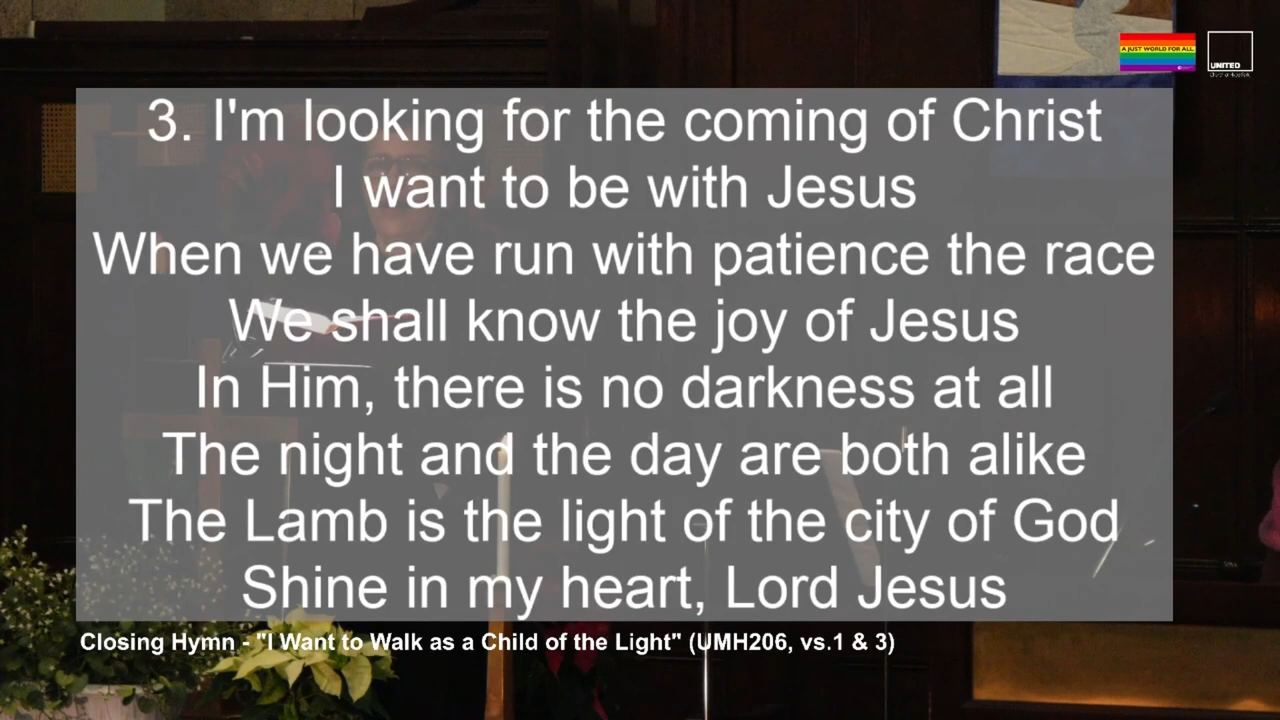 A JUST WORLD FOR ALL
UNITED
3. I'm looking for the coming of Christ
I want to be with Jesus
When we have run with patience the race
We shall know the joy of Jesus
In Him, there is no darkness at all
The night and the day are both alike
The Lamb is the light of the city of God
Shine in my heart, Lord Jesus
Closing Hymn - "I Want to Walk as a Child of the Light" (UMH206, vs.1 & 3)